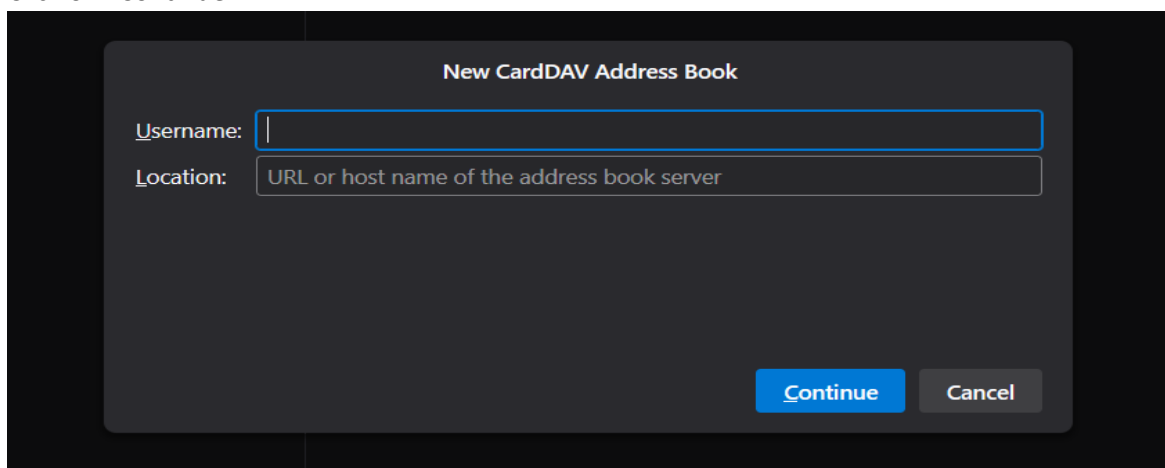 New CardDAV Address Book
Username:
Location: URL or host name of the address book server
Continue Cancel